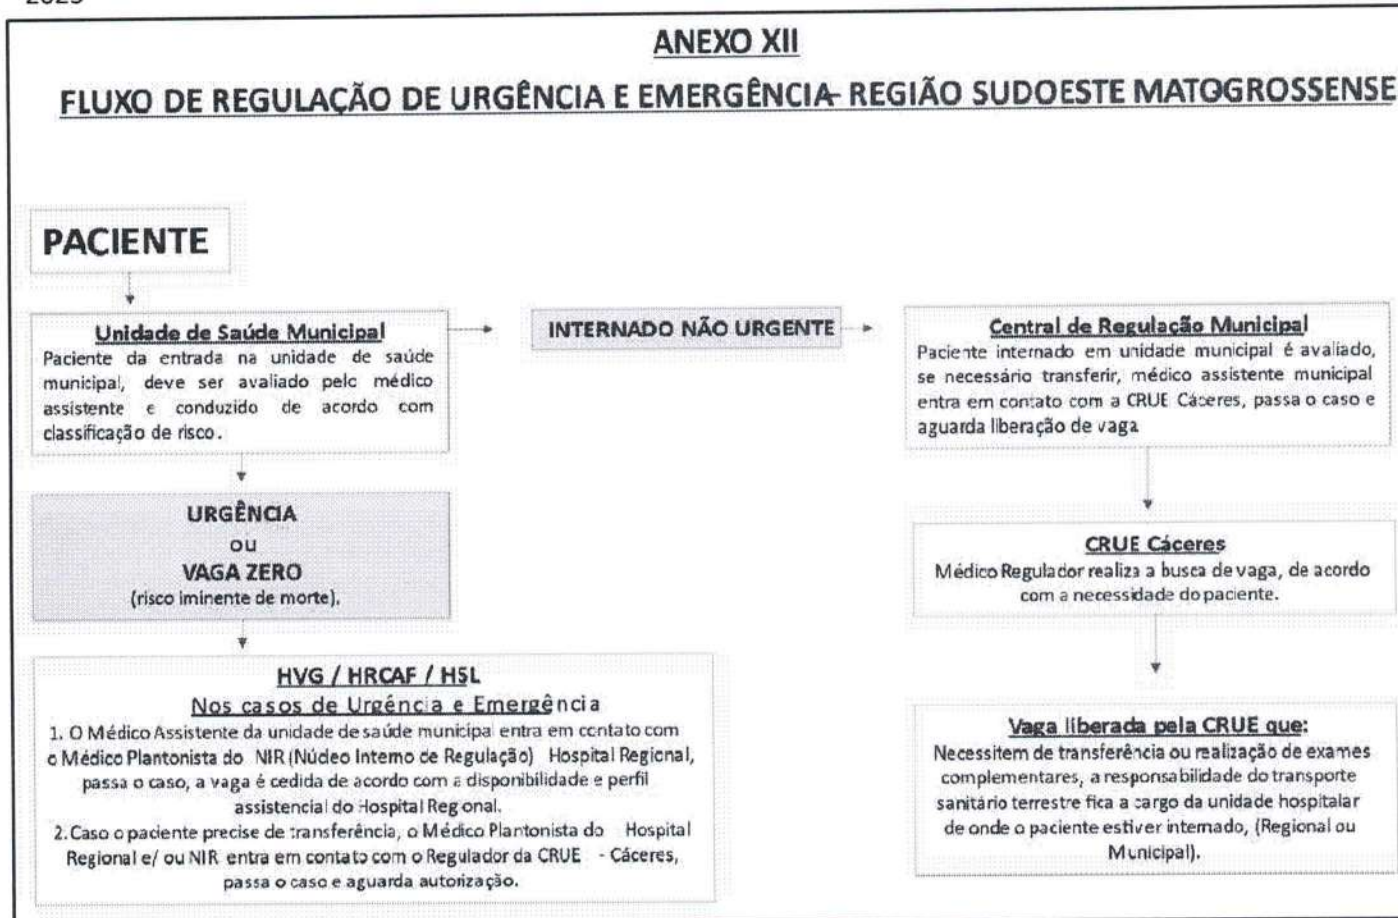 2025
ANEXO XII
FLUXO DE REGULAÇÃO DE URGÊNCIA E EMERGÊNCIA- REGIÃO SUDOESTE MATOGROSSENSE
PACIENTE
Unidade de Saúde Municipal
Paciente da entrada na unidade de saúde
municipal, deve ser avaliado pelo médico
assistente e conduzido de acordo com
classificação de risco.
INTERNADO NÃO URGENTE
Central de Regulação Municipal
Paciente internado em unidade municipal é avaliado,
se necessário transferir, médico assistente municipal
entra em contato com a CRUE Cáceres, passa o caso e
aguarda liberação de vaga
URGÊNCIA
ou
VAGA ZERO
(risco iminente de morte),
CRUE Cáceres
Médico Regulador realiza a busca de vaga, de acordo
com a necessidade do paciente.
HVG / HRCAF / HSL
Nos casos de Urgência e Emergência
1. O Médico Assistente da unidade de saúde municipal entra em contato com
o Médico Plantonista do NIR (Núcleo Interno de Regulação) Hospital Regional,
passa o caso, a vaga é cedida de acordo com a disponibilidade e perfil
assistencial do Hospital Regional.
2. Caso o paciente precise de transferência, o Médico Plantonista do Hospital
Regional e/ ou NIR entra em contato com o Regulador da CRUE - Cáceres,
passa o caso e aguarda autorização.
Vaga liberada pela CRUE que:
Necessitem de transferência ou realização de exames
complementares, a responsabilidade do transporte
sanitário terrestre fica a cargo da unidade hospitalar
de onde o paciente estiver internado, (Regional ou
Municipal).